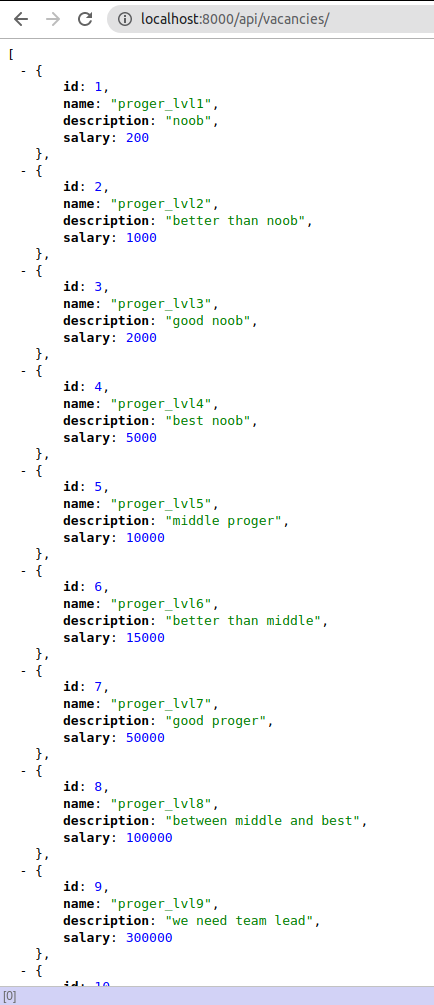 localhost:8000/api/vacancies/
[
- {
id: 1,
name: "proger_lvl1",
description: "noob",
salary: 200
},
- {
id: 2,
name: "proger_lvl2",
description: "better than noob",
salary: 1000
},
- {
id: 3,
name: "proger_lvl3",
description: "good noob",
salary: 2000
},
- {
id: 4,
name: "proger_lvl4",
description: "best noob",
salary: 5000
},
- {
id: 5,
name: "proger_lvl5",
description: "middle proger",
salary: 10000
},
- {
id: 6,
name: "proger_lvl6",
description: "better than middle",
salary: 15000
},
- {
id: 7,
name: "proger_lvl7",
description: "good proger",
salary: 50000
},
- {
id: 8,
name: "proger_lvl8",
description: "between middle and best",
salary: 100000
},
- {
id: 9,
name: "proger_lvl9",
description: "we need team lead",
salary: 300000
},
- {
id: 10
[0]